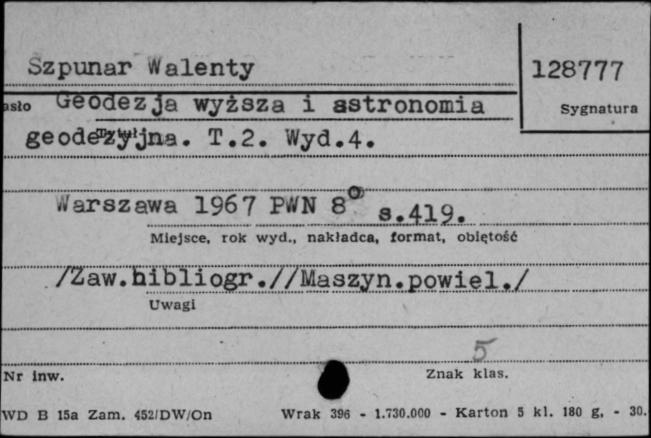 Szpunar Walenty
128777
asło Geodezja wyższa i astronomia
Sygnatura
geodezyjna. T.2. Wyd.4.
Warszawa 1967 PWN 8° s.419.
Miejsce, rok wyd., nakładca, format, objętość
/Zaw.bibliogr.//Maszyn.powiel./
Uwagi
5
Nr inw.
Znak klas.
WD B 15a Zam. 452/DW/On Wrak 396 - 1.730.000 - Karton 5 kl. 180 g. - 30.